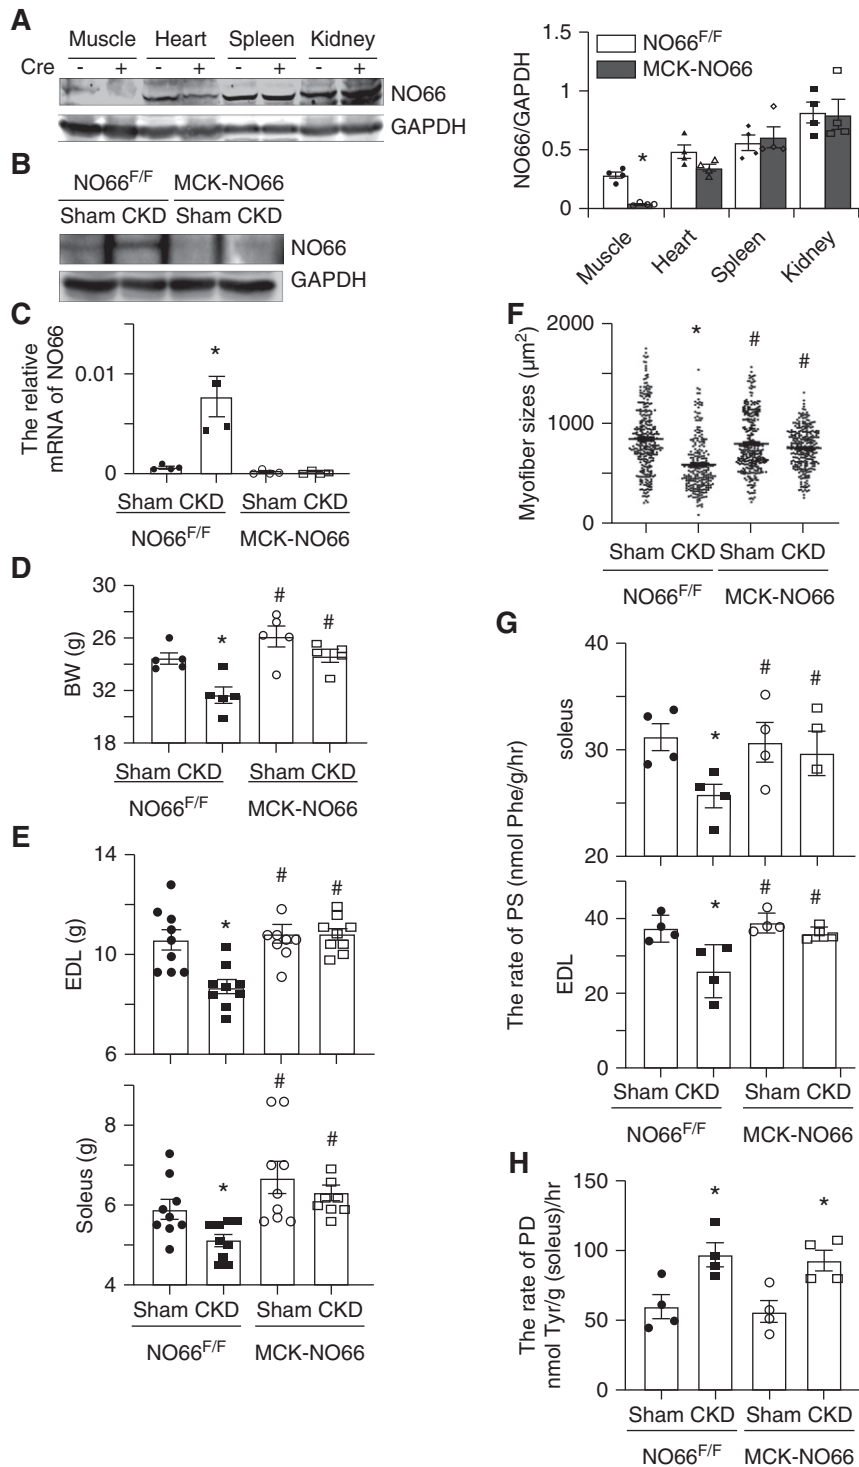 A
Muscle Heart Spleen Kidney
Cre - + - + - + - +
NO66
GAPDH
NO66/GAPDH
1.5
1
0.5
0
NO66F/F
MCK-NO66
*
Muscle Heart Spleen Kidney
B
NO66F/F MCK-NO66
Sham CKD Sham CKD
NO66
GAPDH
C
The relative
mRNA of NO66
0.01
0
*
Sham CKD Sham CKD
NO66F/F MCK-NO66
D
BW (g)
30
26
32
18
* # #
Sham CKD Sham CKD
NO66F/F MCK-NO66
E
EDL (g)
14
10
6
* # #
Soleus (g)
8
6
4
* # #
Sham CKD Sham CKD
NO66F/F MCK-NO66
F
Myofiber sizes (µm2)
2000
1000
0
* # #
Sham CKD Sham CKD
NO66F/F MCK-NO66
G
The rate of PS (nmol Phe/g/hr)
soleus
40
30
20
* # #
EDL
40
20
0
* # #
Sham CKD Sham CKD
NO66F/F MCK-NO66
H
The rate of PD
nmol Tyr/g (soleus)/hr
150
100
50
0
* *
Sham CKD Sham CKD
NO66F/F MCK-NO66